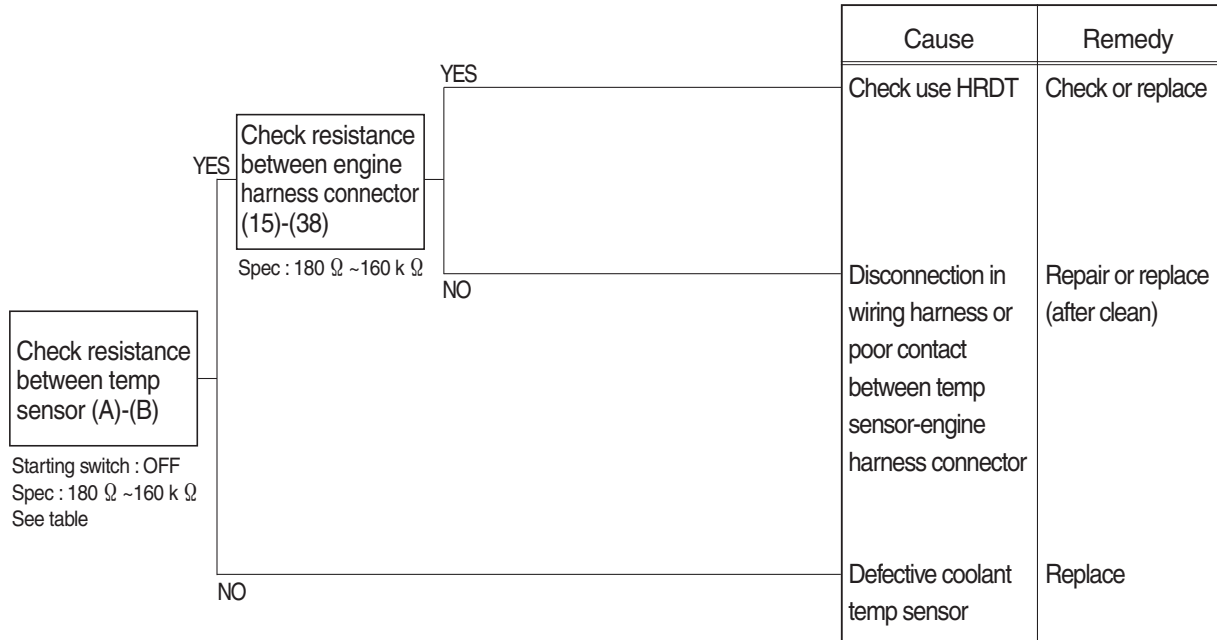 Check resistance
between temp
sensor (A)-(B)
Starting switch : OFF
Spec : 180 Ω ~160 k Ω
See table
YES
Check resistance
between engine
harness connector
(15)-(38)
Spec : 180 Ω ~160 k Ω
YES
NO
NO
Cause
Remedy
Check use HRDT
Check or replace
Disconnection in
wiring harness or
poor contact
between temp
sensor-engine
harness connector
Repair or replace
(after clean)
Defective coolant
temp sensor
Replace